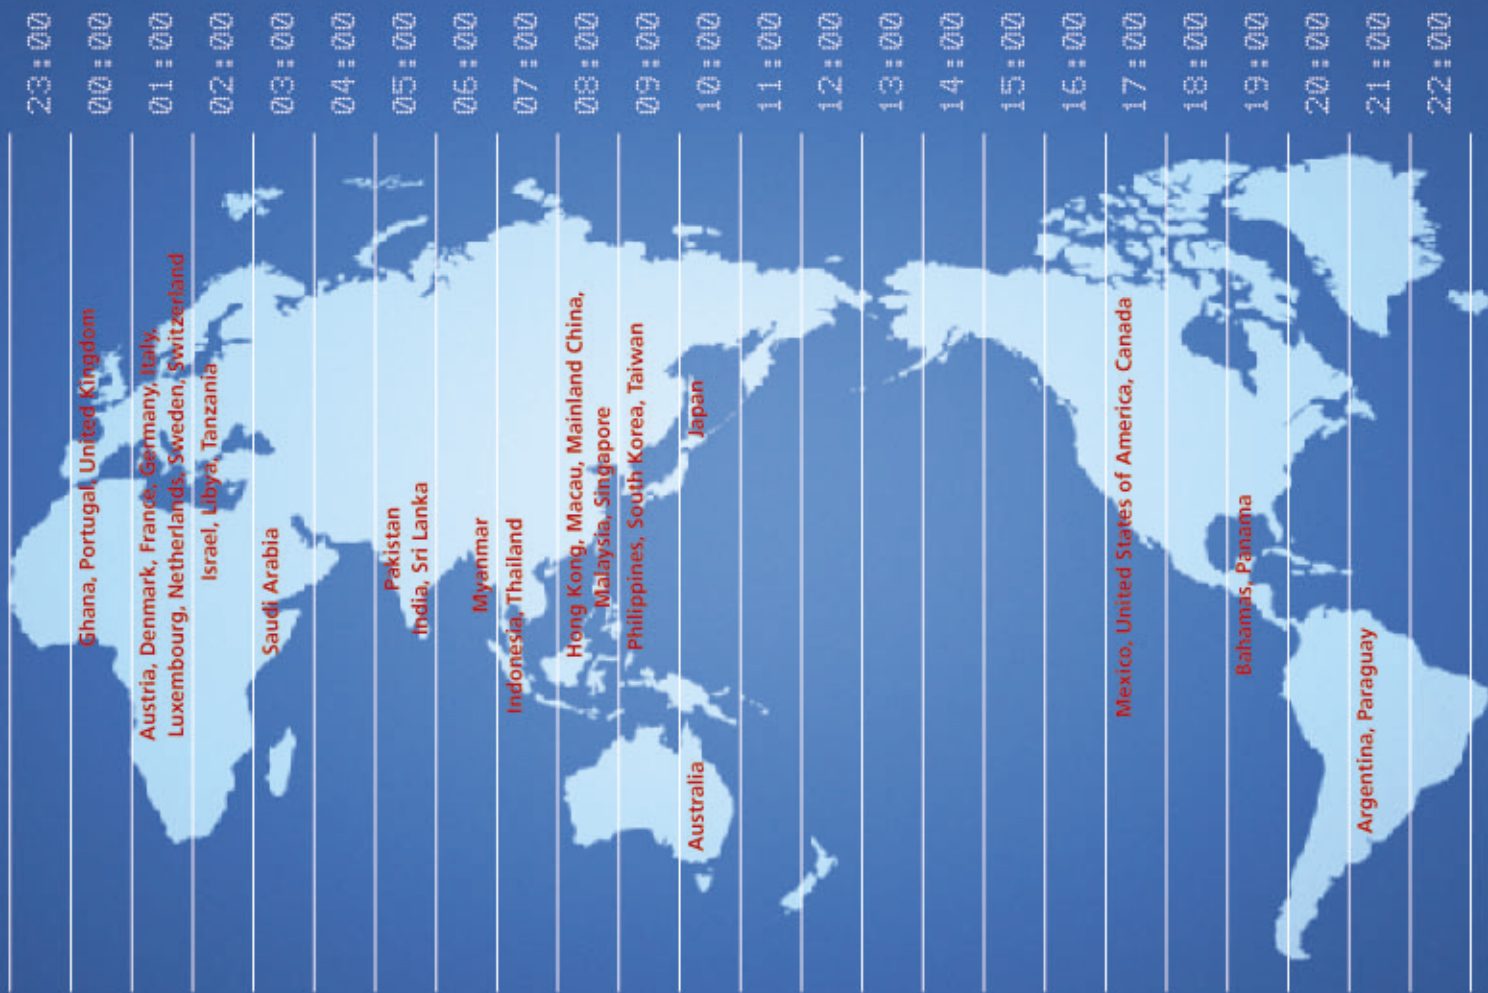 23:00
00:00
01:00
02:00
03:00
04:00
05:00
06:00
07:00
08:00
09:00
10:00
11:00
12:00
13:00
14:00
15:00
16:00
17:00
18:00
19:00
20:00
21:00
22:00
Ghana, Portugal, United Kingdom
Austria, Denmark, France, Germany, Italy,
Luxembourg, Netherlands, Sweden, Switzerland
Israel, Libya, Tanzania
Saudi Arabia
Pakistan
India, Sri Lanka
Myanmar
Indonesia, Thailand
Hong Kong, Macau, Mainland China,
Malaysia, Singapore
Philippines, South Korea, Taiwan
Japan
Australia
Mexico, United States of America, Canada
Bahamas, Panama
Argentina, Paraguay